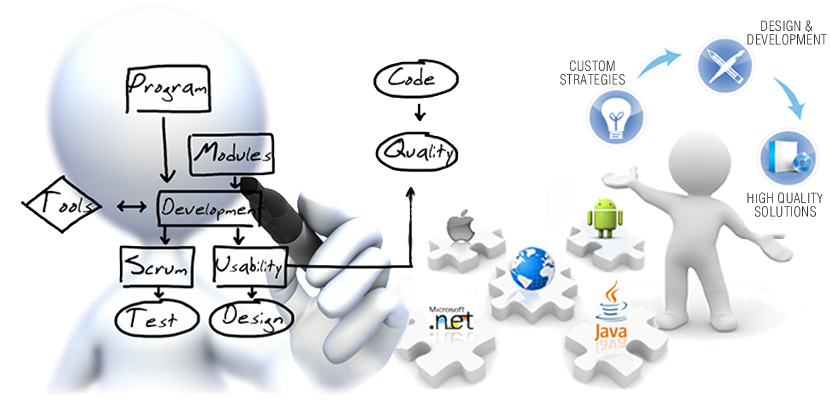 Program
Modules
Tools
Development
Scrum
Usability
Test
Design
Code
Quality
Microsoft
.net
Java
CUSTOM
STRATEGIES
DESIGN &
DEVELOPMENT
HIGH QUALITY
SOLUTIONS